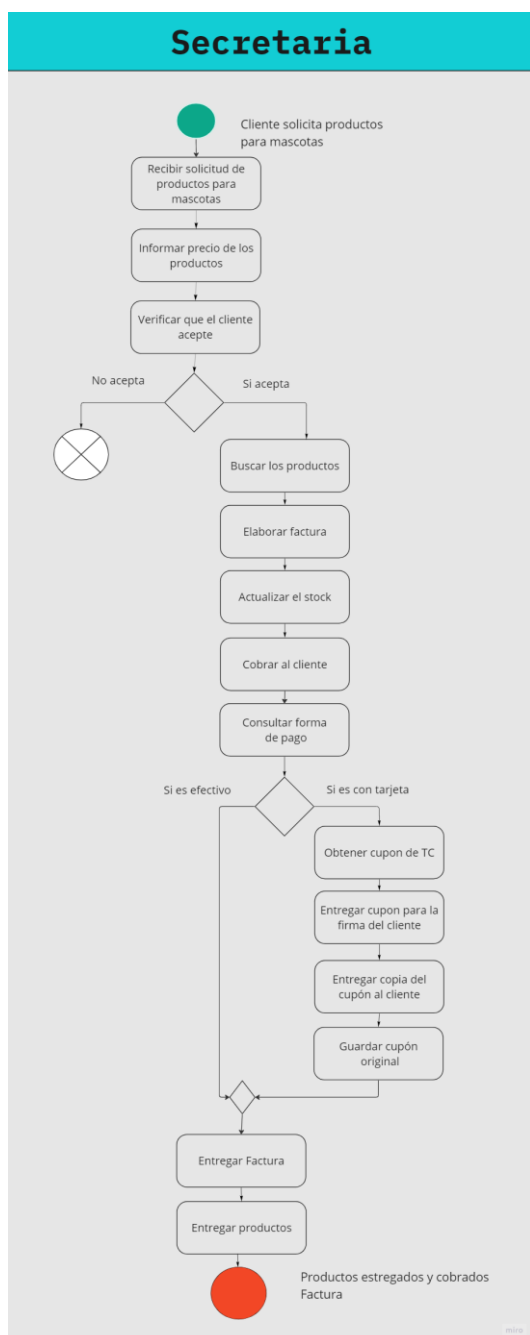 Secretaria
Cliente solicita productos
para mascotas
Recibir solicitud de
productos para
mascotas
Informar precio de los
productos
Verificar que el cliente
acepte
No acepta
Si acepta
Buscar los productos
Elaborar factura
Actualizar el stock
Cobrar al cliente
Consultar forma
de pago
Si es efectivo
Si es con tarjeta
Obtener cupon de TC
Entregar cupon para la
firma del cliente
Entregar copia del
cupón al cliente
Guardar cupón
original
Entregar Factura
Entregar productos
Productos estregados y cobrados
Factura
miro